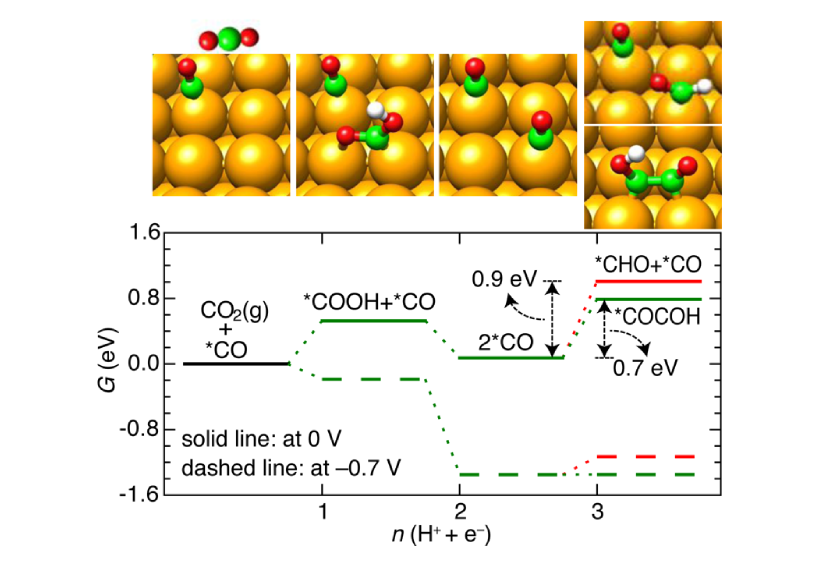 1.6
0.8
0.0
-0.8
-1.6
G (eV)
CO₂(g)
+
*CO
*COOH+*CO
2*CO
0.9 eV
*CHO+*CO
*COCOH
0.7 eV
solid line: at 0 V
dashed line: at –0.7 V
1
2
3
n (H⁺ + e⁻)